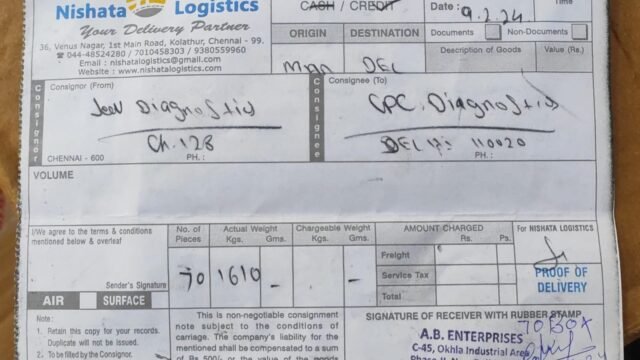 Nishata Logistics
Your Delivery Partner
36, Venus Nagar, 1st Main Road, Kolathur, Chennai - 99.
☎ 044-48524280 / 7010458303 / 9380559960
Email : nishatalogistics@gmail.com
Website : www.nishatalogistics.com
CASH / CREDIT
ORIGIN DESTINATION
DEL
Date : 9.2.24
Time
Documents Non-Documents
Description of Goods Value (Rs.)
Consignor
Consignor (From)
Diagnostics
Ch. 128
CHENNAI - 600 PH. :
Consignee
Consignee (To)
CPC. Diagnostics
DEL 110020
PH. :
VOLUME
I/We agree to the terms & conditions
mentioned below & overleaf
Sender's Signature
No. of Pieces Actual Weight Kgs. Gms. Chargeable Weight Kgs. Gms.
70 1610 - -
AMOUNT CHARGED
Rs. Ps.
Freight
Service Tax
Total
For NISHATA LOGISTICS
PROOF OF
DELIVERY
AIR SURFACE
Note :
1. Retain this copy for your records.
Duplicate will not be issued.
2. To be filled by the Consignor
This is non-negotiable consignment
note subject to the conditions of
carriage. The company's liability for the
mentioned shall be compensated to a sum
of Rs 500/- or the value of the goods
SIGNATURE OF RECEIVER WITH RUBBER STAMP
70 BOX
A.B. ENTERPRISES
C-45, Okhla Industrial Area